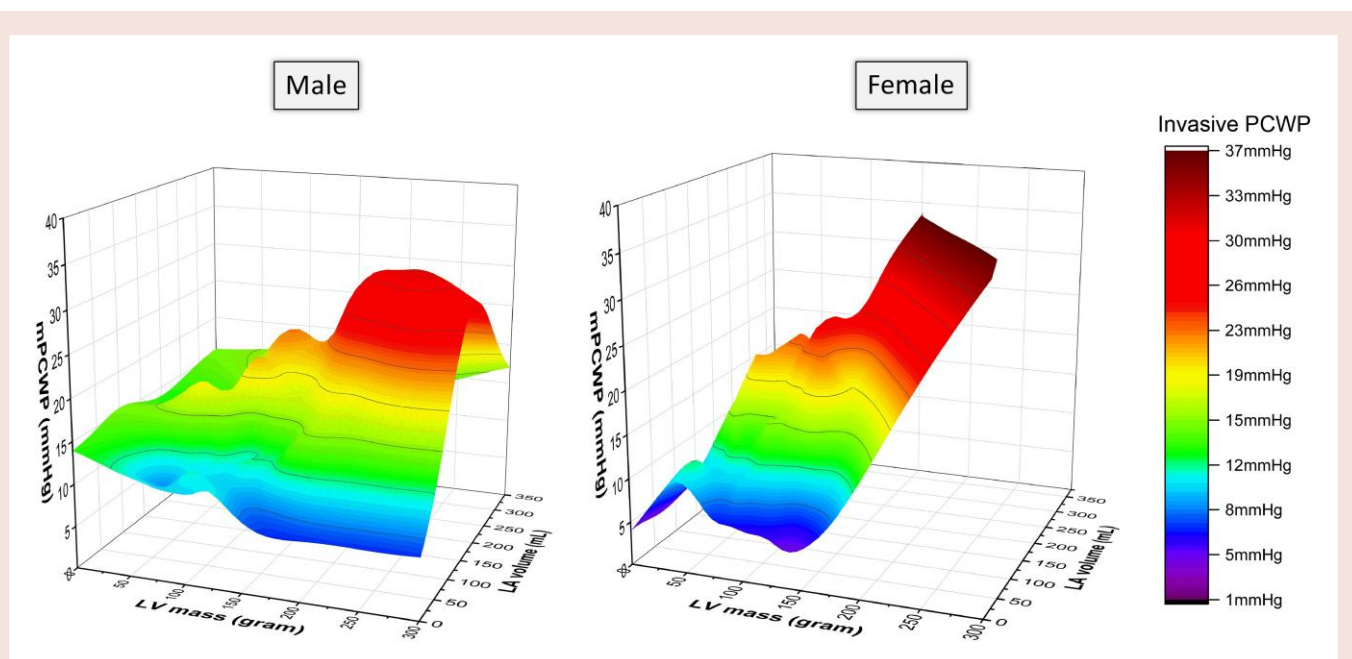 Male
Female
Invasive PCWP
37mmHg
33mmHg
30mmHg
26mmHg
23mmHg
19mmHg
15mmHg
12mmHg
8mmHg
5mmHg
1mmHg
mPCWP (mmHg)
40
35
30
25
20
15
10
5
LV mass (gram)
50
100
150
200
250
300
LA volume (mL)
350
300
250
200
150
100
50
0
mPCWP (mmHg)
40
35
30
25
20
15
10
5
LV mass (gram)
50
100
150
200
250
300
LA volume (mL)
350
300
250
200
150
100
50
0